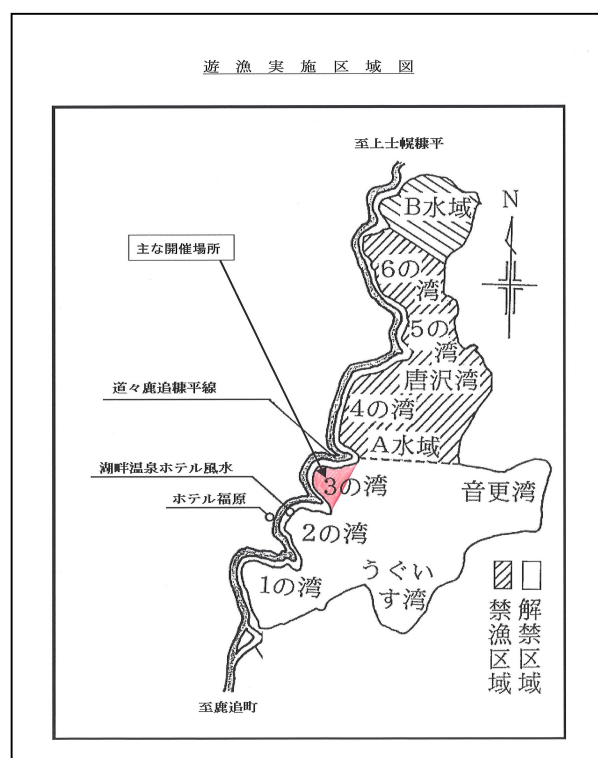 遊漁実施区域図
至上士幌糠平
N
B水域
主な開催場所
6の湾
5の湾
道々鹿追糠平線
唐沢湾
4の湾
A水域
湖畔温泉ホテル風水
3の湾
音更湾
ホテル福原
2の湾
うぐいす湾
1の湾
解禁区域
禁漁区域
至鹿追町